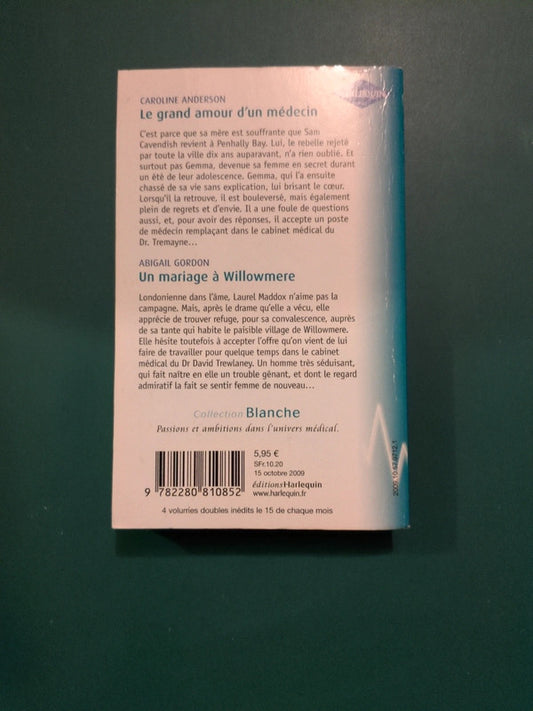 HARLEQUIN
CAROLINE ANDERSON
Le grand amour d'un médecin
C'est parce que sa mère est souffrante que Sam
Cavendish revient à Penhally Bay. Lui, le rebelle rejeté
par toute la ville dix ans auparavant, n'a rien oublié. Et
surtout pas Gemma, devenue sa femme en secret durant
un été de leur adolescence. Gemma, qui l'a ensuite
chassé de sa vie sans explication, lui brisant le cœur.
Lorsqu'il la retrouve, il est bouleversé, mais également
plein de regrets et d'envie. Il a une foule de questions
aussi, et, pour avoir des réponses, il accepte un poste
de médecin remplaçant dans le cabinet médical du
Dr. Tremayne...
ABIGAIL GORDON
Un mariage à Willowmere
Londonienne dans l'âme, Laurel Maddox n'aime pas la
campagne. Mais, après le drame qu'elle a vécu, elle
apprécie de trouver refuge, pour sa convalescence, auprès
de sa tante qui habite le paisible village de Willowmere.
Elle hésite toutefois à accepter l'offre qu'on vient de lui
faire de travailler pour quelque temps dans le cabinet
médical du Dr David Trewlaney. Un homme très séduisant,
qui fait naître en elle un trouble gênant, et dont le regard
admiratif la fait se sentir femme de nouveau...
Collection Blanche
Passions et ambitions dans l'univers médical.
5,95 €
SFr.10.20
15 octobre 2009
éditionsHarlequin
www.harlequin.fr
9 782280 810852
4 volumes doubles inédits le 15 de chaque mois